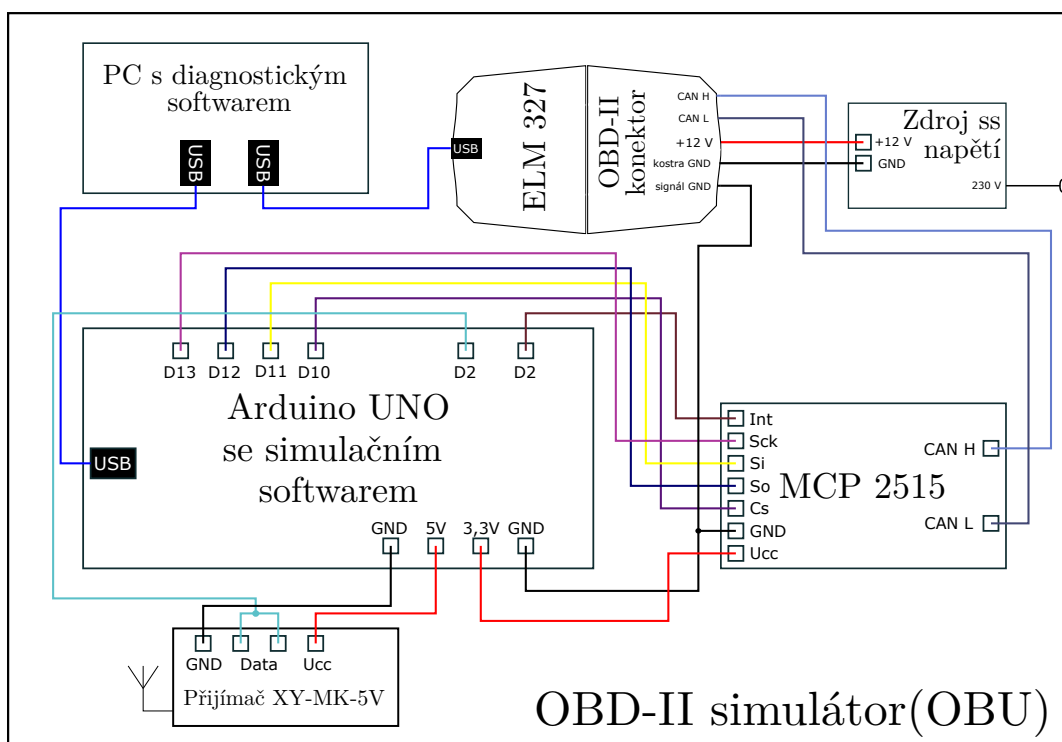 PC s diagnostickým
softwarem
USB
USB
USB
ELM 327
OBD-II
konektor
CAN H
CAN L
+12 V
kostra GND
signál GND
Zdroj ss
napětí
+12 V
GND
230 V
D13
D12
D11
D10
D2
D2
Arduino UNO
se simulačním
softwarem
USB
GND
5V
3,3V
GND
Int
Sck
Si
So
Cs
GND
Ucc
MCP 2515
CAN H
CAN L
GND
Data
Ucc
Přijímač XY-MK-5V
OBD-II simulátor(OBU)